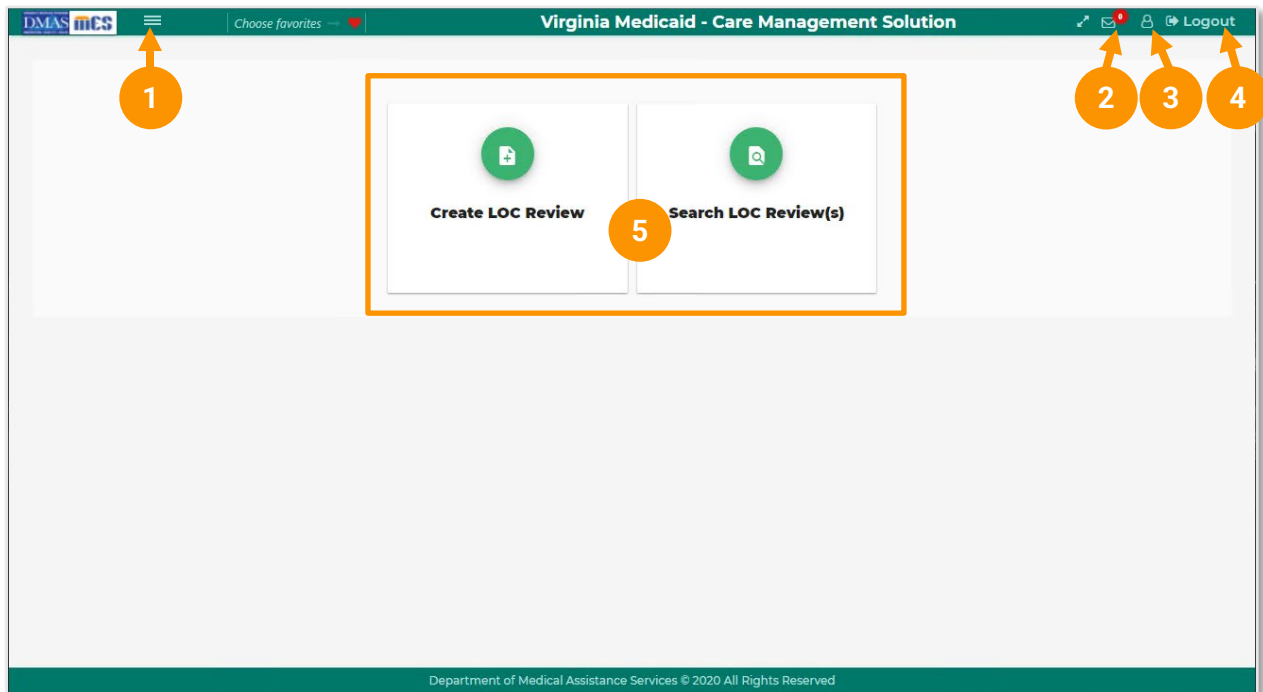 DMAS mes
Choose favorites →
Virginia Medicaid - Care Management Solution
0
Logout
1
2
3
4
Create LOC Review
Search LOC Review(s)
5
Department of Medical Assistance Services © 2020 All Rights Reserved